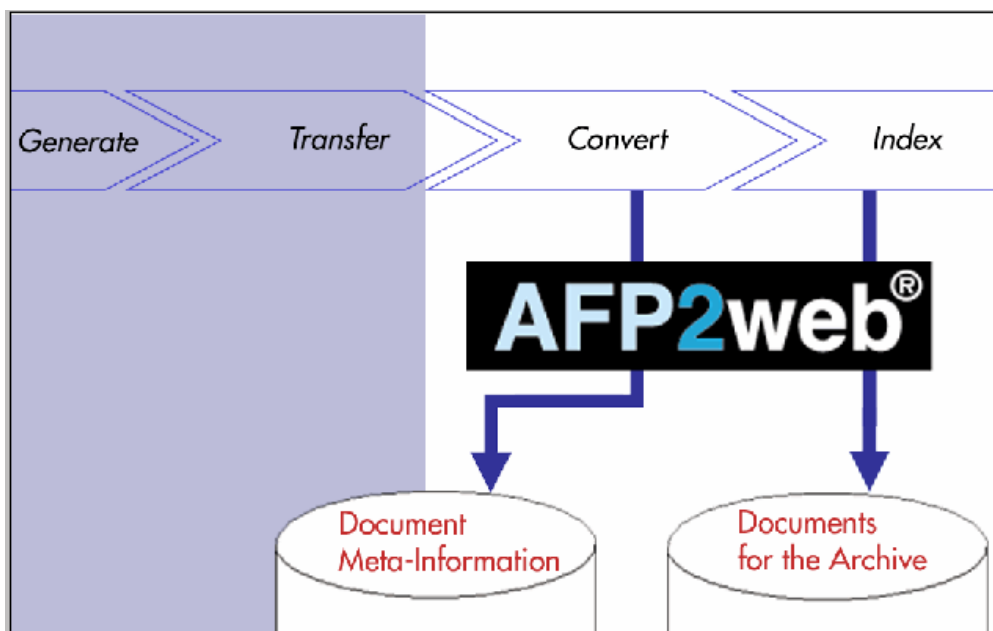 Generate
Transfer
Convert
Index
AFP2web®
Document
Meta-Information
Documents
for the Archive